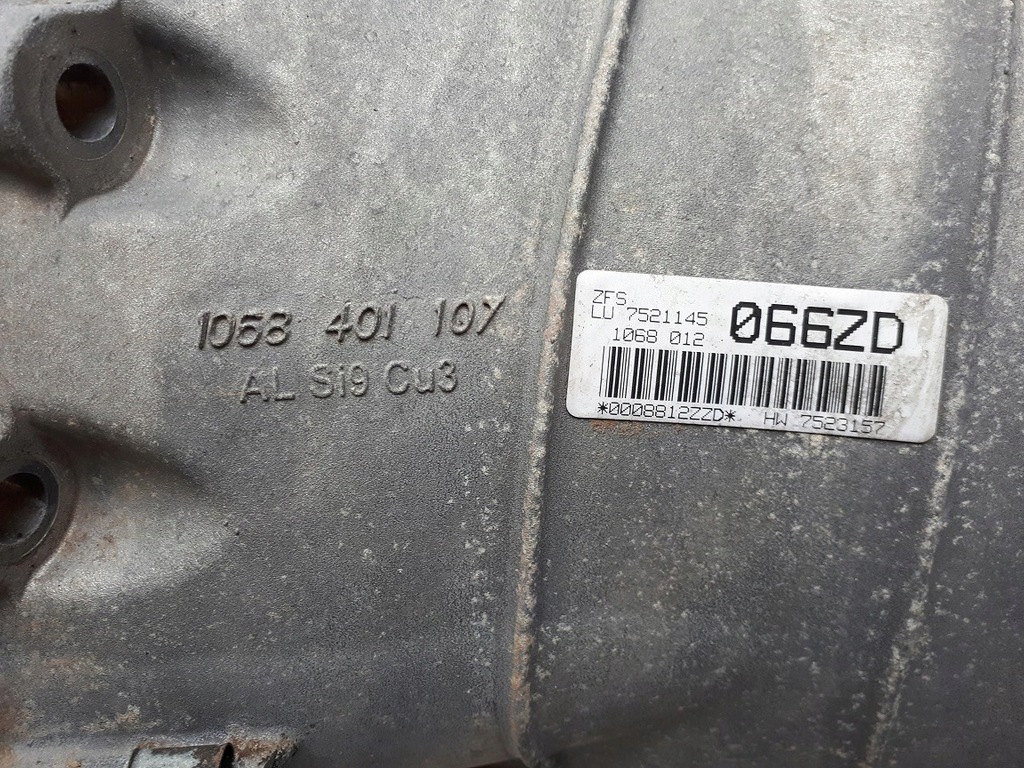 1068 401 107
AL Si9 Cu3
ZFS
LU 7521145
1068 012
066ZD
*0008812ZZD* HW 7523157